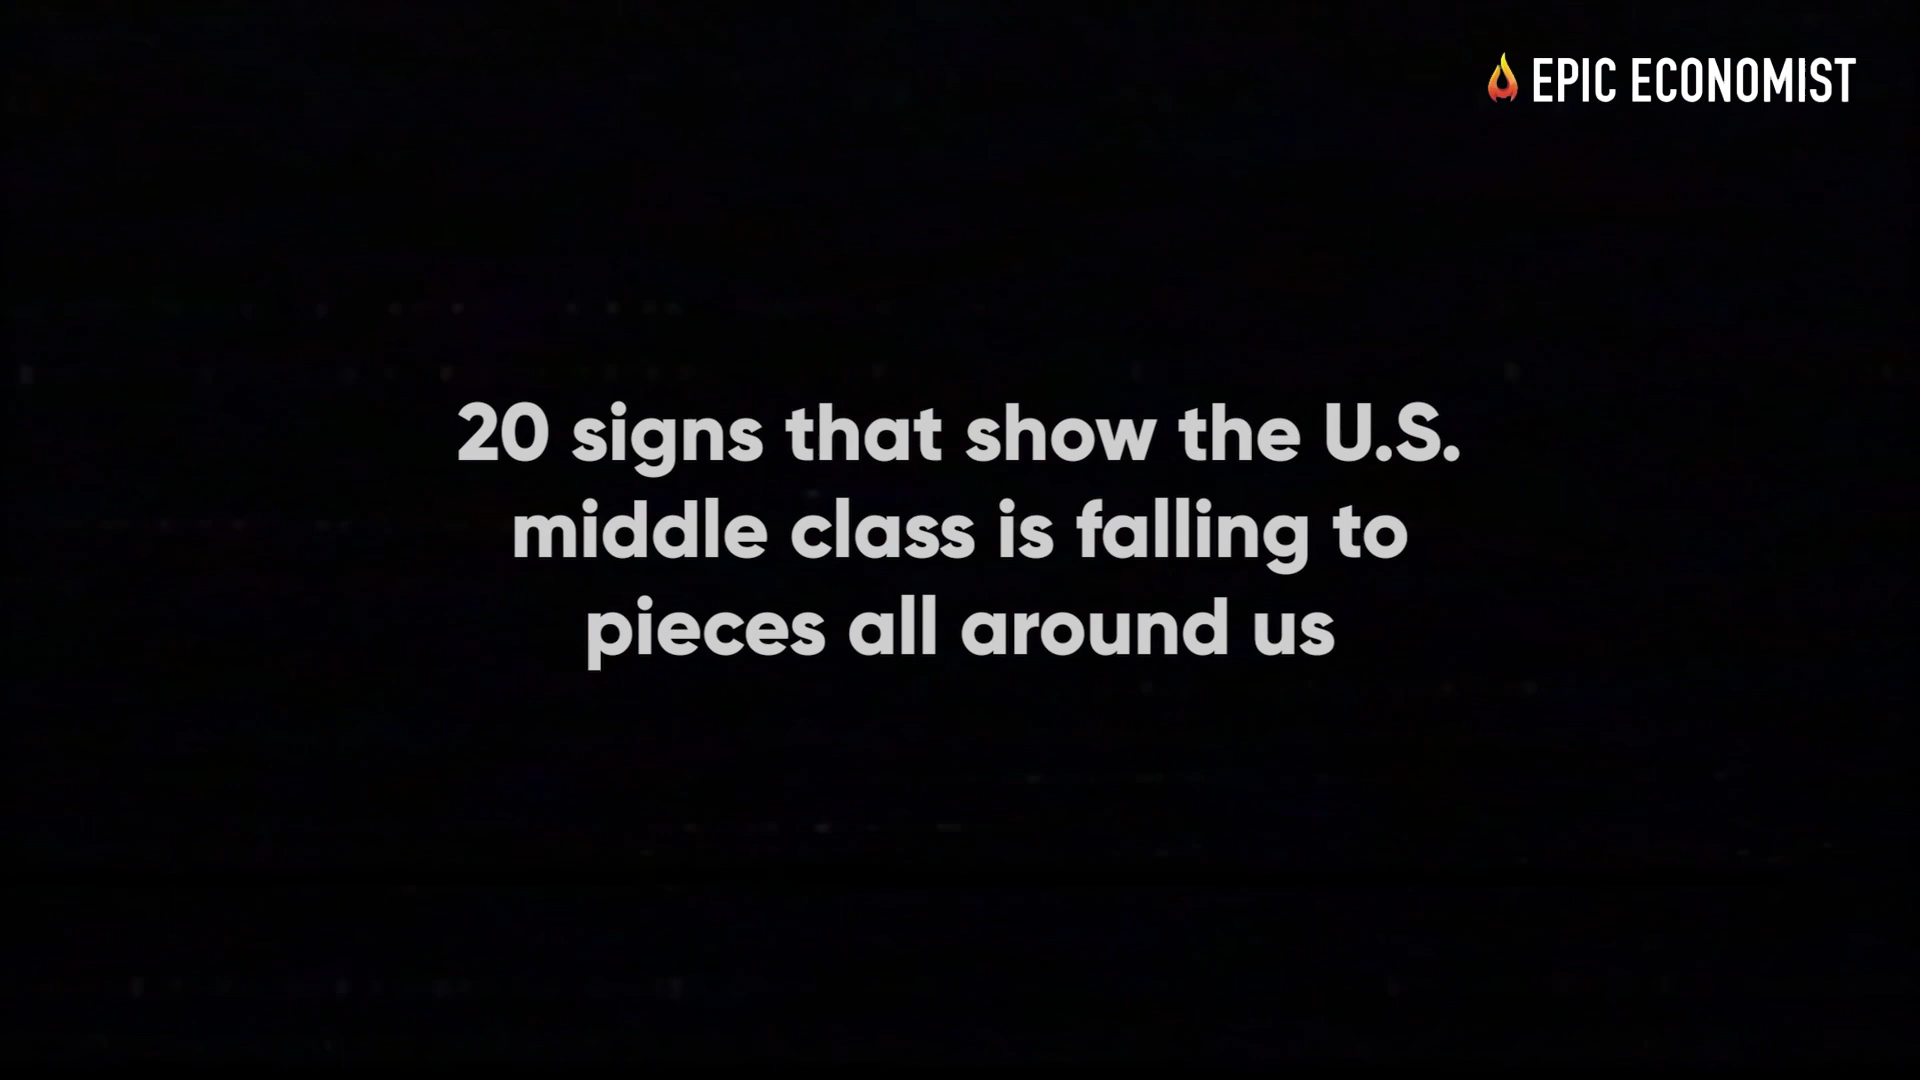 EPIC ECONOMIST
20 signs that show the U.S.
middle class is falling to
pieces all around us